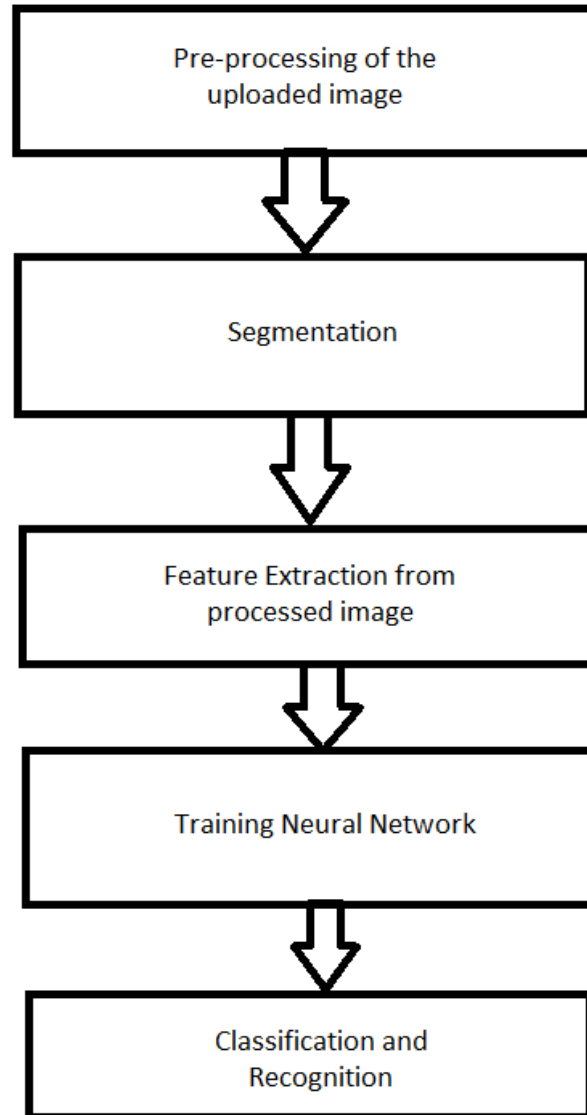 Pre-processing of the
uploaded image
Segmentation
Feature Extraction from
processed image
Training Neural Network
Classification and
Recognition